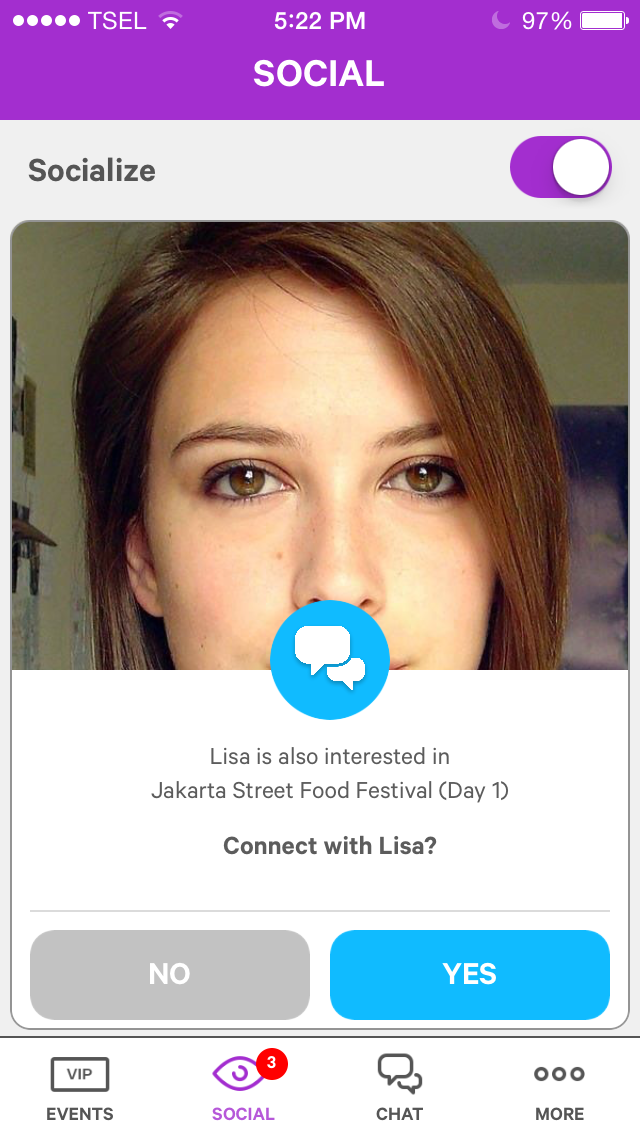 TSEL 5:22 PM 97%
SOCIAL
Socialize
Lisa is also interested in
Jakarta Street Food Festival (Day 1)
Connect with Lisa?
NO YES
VIP 3
EVENTS SOCIAL CHAT MORE